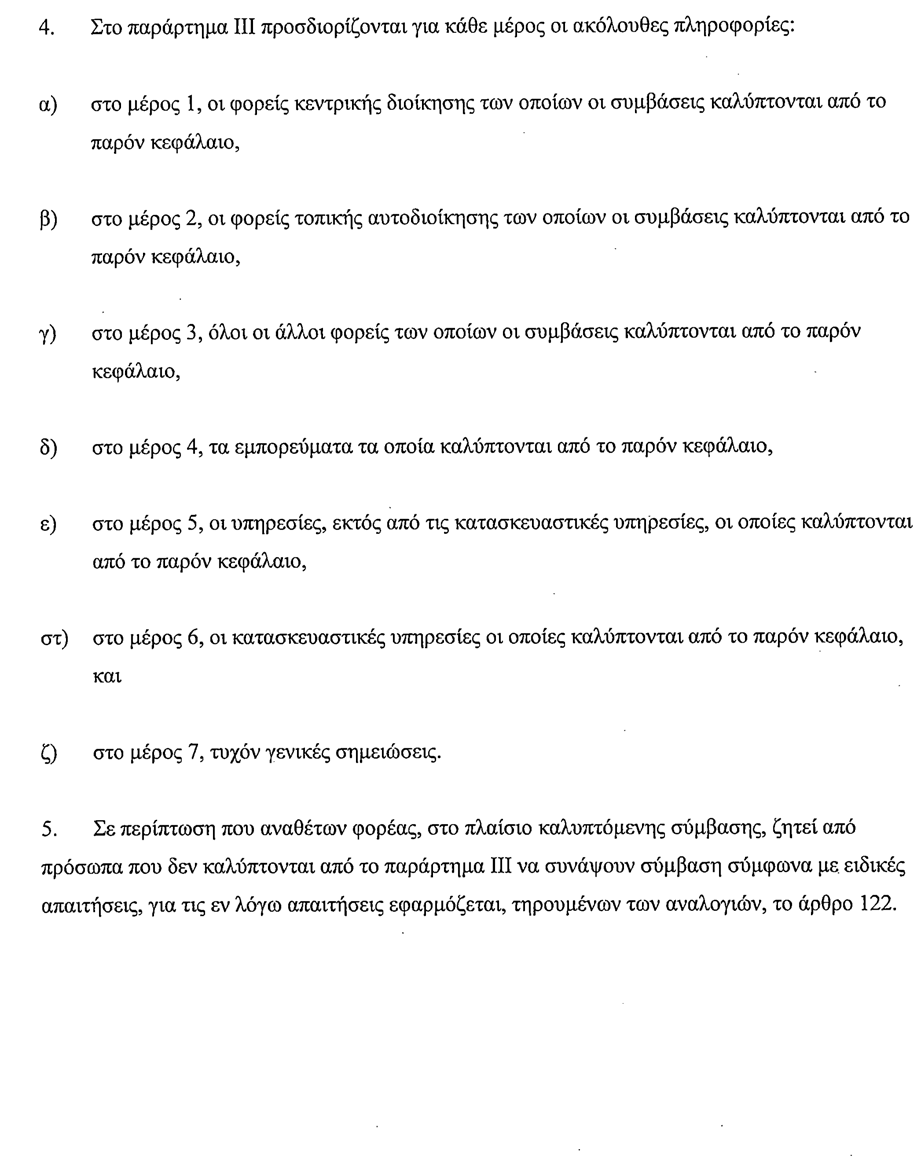 4. Στο παράρτημα III προσδιορίζονται για κάθε μέρος οι ακόλουθες πληροφορίες:
α) στο μέρος 1, οι φορείς κεντρικής διοίκησης των οποίων οι συμβάσεις καλύπτονται από το
παρόν κεφάλαιο,
β) στο μέρος 2, οι φορείς τοπικής αυτοδιοίκησης των οποίων οι συμβάσεις καλύπτονται από το
παρόν κεφάλαιο,
γ) στο μέρος 3, όλοι οι άλλοι φορείς των οποίων οι συμβάσεις καλύπτονται από το παρόν
κεφάλαιο,
δ) στο μέρος 4, τα εμπορεύματα τα οποία καλύπτονται από το παρόν κεφάλαιο,
ε) στο μέρος 5, οι υπηρεσίες, εκτός από τις κατασκευαστικές υπηρεσίες, οι οποίες καλύπτονται
από το παρόν κεφάλαιο,
στ) στο μέρος 6, οι κατασκευαστικές υπηρεσίες οι οποίες καλύπτονται από το παρόν κεφάλαιο,
και
ζ) στο μέρος 7, τυχόν γενικές σημειώσεις.
5. Σε περίπτωση που αναθέτων φορέας, στο πλαίσιο καλυπτόμενης σύμβασης, ζητεί από
πρόσωπα που δεν καλύπτονται από το παράρτημα III να συνάψουν σύμβαση σύμφωνα με ειδικές
απαιτήσεις, για τις εν λόγω απαιτήσεις εφαρμόζεται, τηρουμένων των αναλογιών, το άρθρο 122.